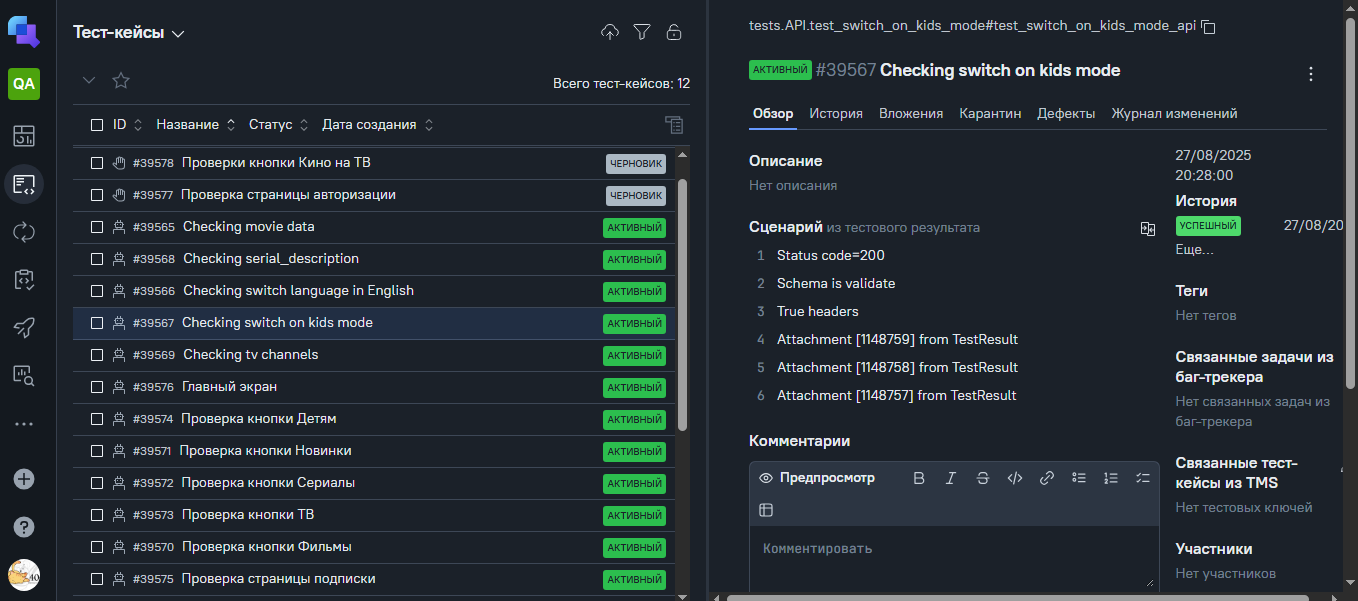 QA
Тест-кейсы
Всего тест-кейсов: 12
ID Название Статус Дата создания
#39578 Проверки кнопки Кино на ТВ ЧЕРНОВИК
#39577 Проверка страницы авторизации ЧЕРНОВИК
#39565 Checking movie data АКТИВНЫЙ
#39568 Checking serial_description АКТИВНЫЙ
#39566 Checking switch language in English АКТИВНЫЙ
#39567 Checking switch on kids mode АКТИВНЫЙ
#39569 Checking tv channels АКТИВНЫЙ
#39576 Главный экран АКТИВНЫЙ
#39574 Проверка кнопки Детям АКТИВНЫЙ
#39571 Проверка кнопки Новинки АКТИВНЫЙ
#39572 Проверка кнопки Сериалы АКТИВНЫЙ
#39573 Проверка кнопки ТВ АКТИВНЫЙ
#39570 Проверка кнопки Фильмы АКТИВНЫЙ
#39575 Проверка страницы подписки АКТИВНЫЙ
tests.API.test_switch_on_kids_mode#test_switch_on_kids_mode_api
АКТИВНЫЙ #39567 Checking switch on kids mode
Обзор История Вложения Карантин Дефекты Журнал изменений
Описание
Нет описания
Сценарий из тестового результата
1 Status code=200
2 Schema is validate
3 True headers
4 Attachment [1148759] from TestResult
5 Attachment [1148758] from TestResult
6 Attachment [1148757] from TestResult
Комментарии
Предпросмотр
Комментировать
27/08/2025
20:28:00
История
УСПЕШНЫЙ 27/08/20
Еще...
Теги
Нет тегов
Связанные задачи из
баг-трекера
Нет связанных задач из
баг-трекера
Связанные тест-
кейсы из TMS
Нет тестовых ключей
Участники
Нет участников